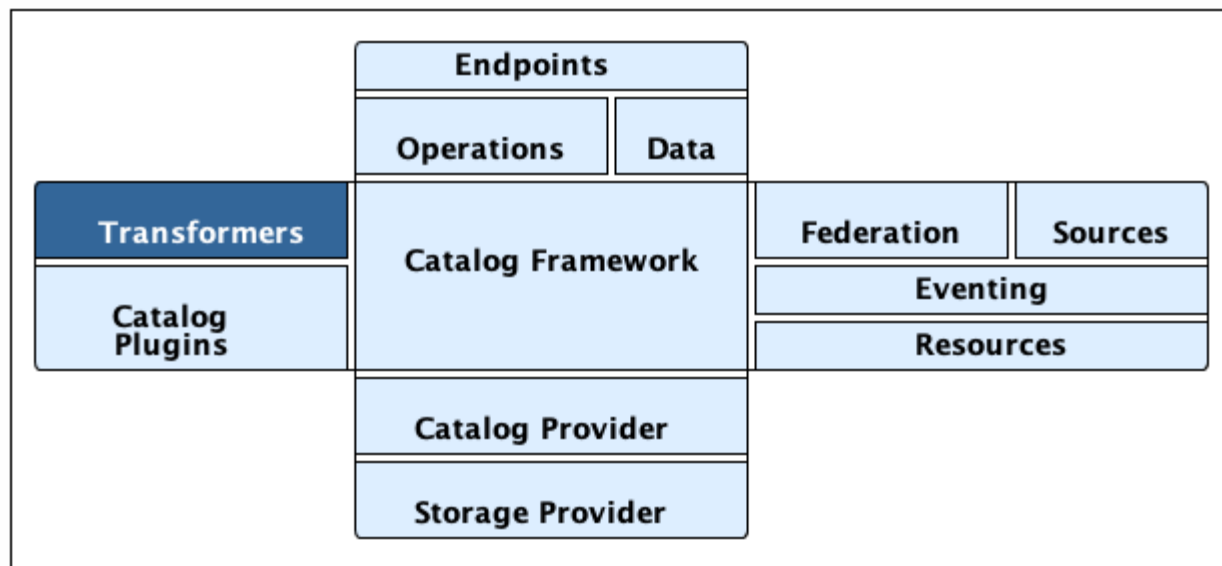 Endpoints
Operations
Data
Transformers
Catalog Framework
Federation
Sources
Eventing
Catalog
Plugins
Resources
Catalog Provider
Storage Provider